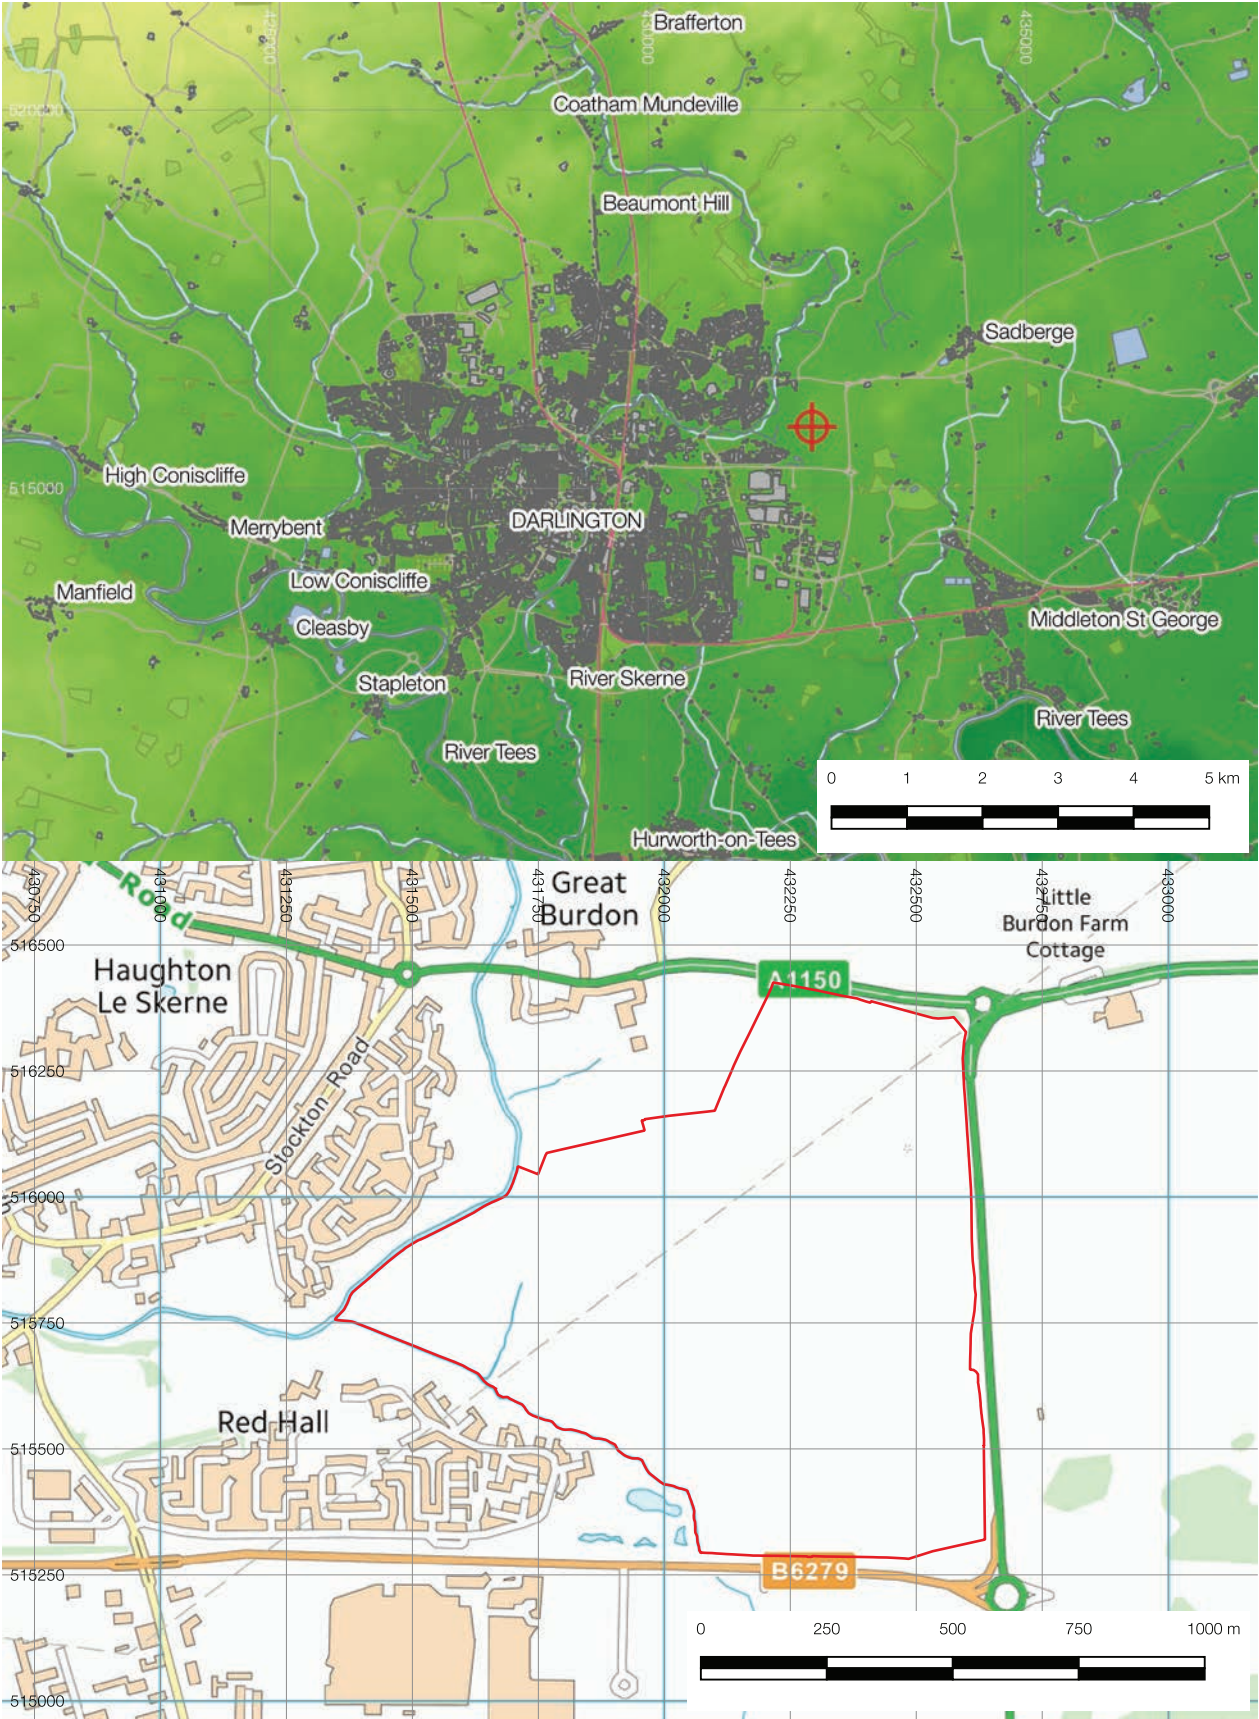 425000
430000
435000
Brafferton
Coatham Mundeville
520000
Beaumont Hill
Sadberge
High Coniscliffe
515000
Merrybent
DARLINGTON
Manfield
Low Coniscliffe
Cleasby
Middleton St George
Stapleton
River Skerne
River Tees
River Tees
0 1 2 3 4 5 km
Hurworth-on-Tees
430750
431000
431250
431500
431750
432000
432250
432500
432750
433000
Road
Great
Burdon
Little
Burdon Farm
Cottage
516500
Haughton
Le Skerne
A1150
516250
Stockton Road
516000
515750
Red Hall
515500
B6279
515250
0 250 500 750 1000 m
515000